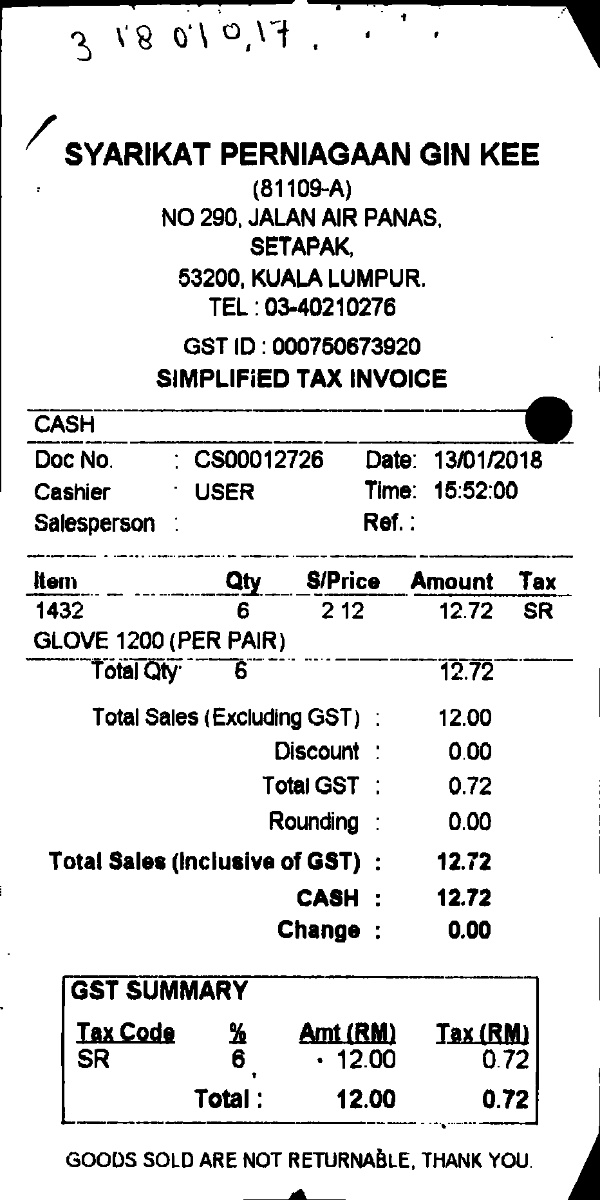 3 18010,17
SYARIKAT PERNIAGAAN GIN KEE
(81109-A)
NO 290, JALAN AIR PANAS,
SETAPAK,
53200, KUALA LUMPUR.
TEL : 03-40210276
GST ID : 000750673920
SIMPLIFIED TAX INVOICE
CASH
Doc No. : CS00012726 Date: 13/01/2018
Cashier : USER Time: 15:52:00
Salesperson : Ref. :
Item Qty S/Price Amount Tax
1432 6 2 12 12.72 SR
GLOVE 1200 (PER PAIR)
Total Qty: 6 12.72
Total Sales (Excluding GST) : 12.00
Discount : 0.00
Total GST : 0.72
Rounding : 0.00
Total Sales (Inclusive of GST) : 12.72
CASH : 12.72
Change : 0.00
GST SUMMARY
Tax Code % Amt (RM) Tax (RM)
SR 6 12.00 0.72
Total : 12.00 0.72
GOODS SOLD ARE NOT RETURNABLE, THANK YOU.